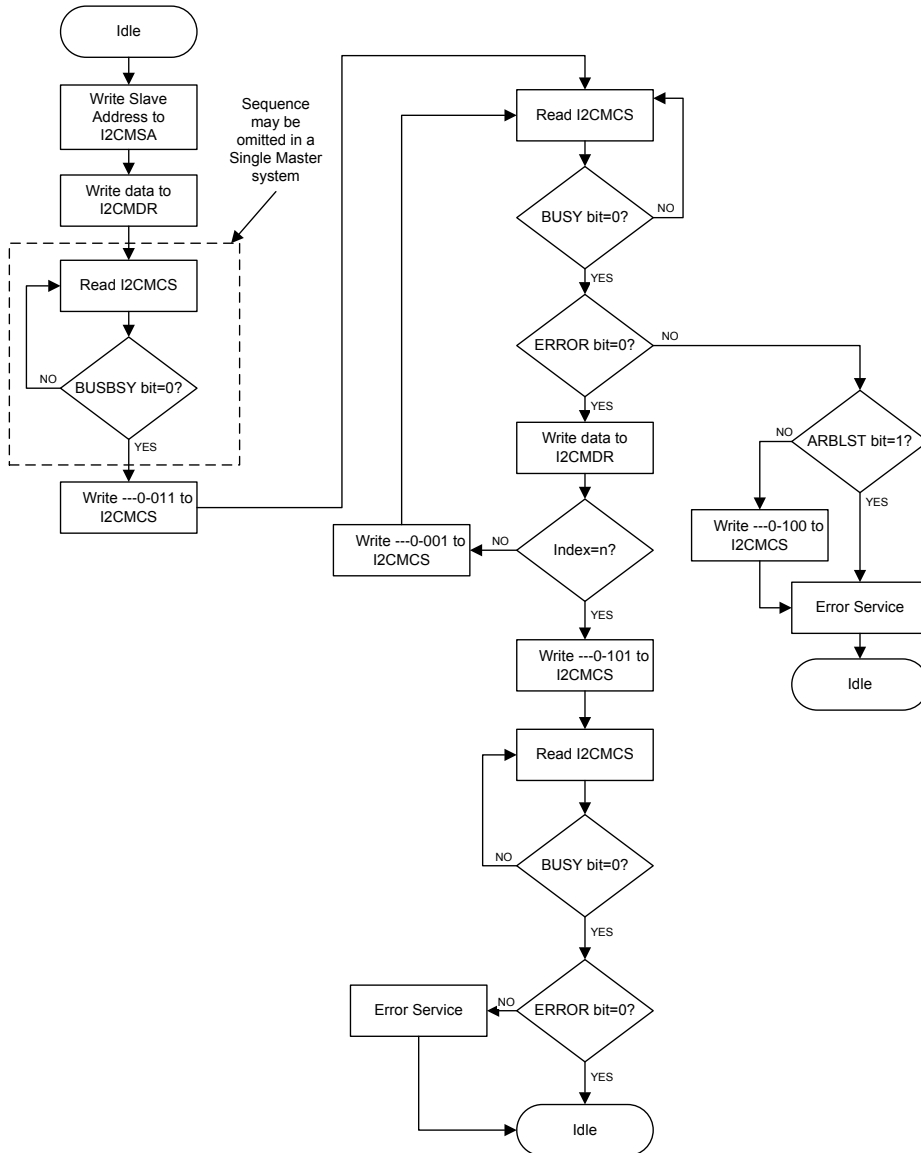 Idle
Write Slave
Address to
I2CMSA
Write data to
I2CMDR
Sequence
may be
omitted in a
Single Master
system
Read I2CMCS
NO
BUSBSY bit=0?
YES
Write ---0-011 to
I2CMCS
Read I2CMCS
BUSY bit=0?
NO
YES
ERROR bit=0?
NO
YES
Write data to
I2CMDR
Write ---0-001 to
I2CMCS
NO
Index=n?
YES
NO
ARBLST bit=1?
YES
Write ---0-100 to
I2CMCS
Error Service
Idle
Write ---0-101 to
I2CMCS
Read I2CMCS
NO
BUSY bit=0?
YES
Error Service
NO
ERROR bit=0?
YES
Idle